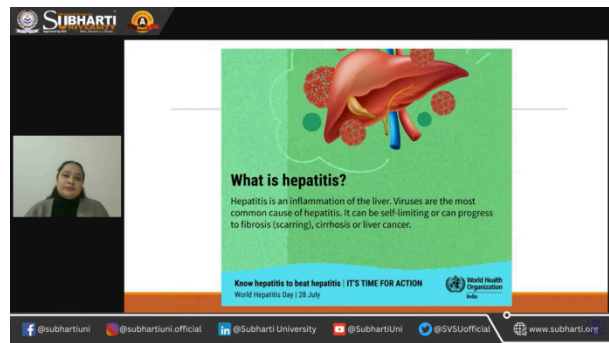 SUBHARTI
UNIVERSITY
What is hepatitis?
Hepatitis is an inflammation of the liver. Viruses are the most
common cause of hepatitis. It can be self-limiting or can progress
to fibrosis (scarring), cirrhosis or liver cancer.
Know hepatitis to beat hepatitis | IT'S TIME FOR ACTION
World Hepatitis Day | 28 July
World Health
Organization
India
@subhartiuni
@subhartiuni.official
@Subharti University
@SubhartiUni
@SVSUofficial
www.subharti.org